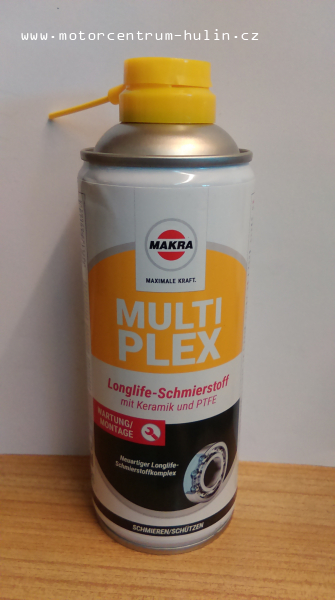 www.motorcentrum-hulin.cz
MAKRA
MAXIMALE KRAFT.
MULTI
PLEX
Longlife-Schmierstoff
mit Keramik und PTFE
WARTUNG/
MONTAGE
Neuartiger Longlife-
Schmierstoffkomplex
SCHMIEREN/SCHÜTZEN